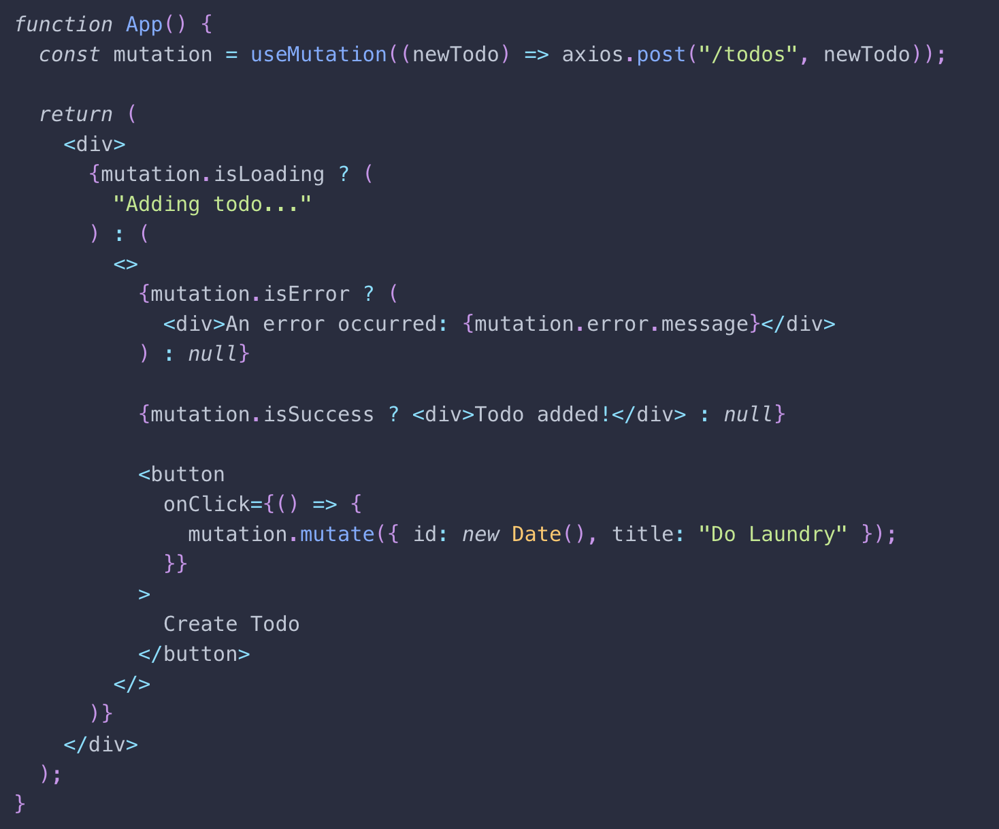 function App() {
  const mutation = useMutation((newTodo) => axios.post("/todos", newTodo));

  return (
    <div>
      {mutation.isLoading ? (
        "Adding todo..."
      ) : (
        <>
          {mutation.isError ? (
            <div>An error occurred: {mutation.error.message}</div>
          ) : null}

          {mutation.isSuccess ? <div>Todo added!</div> : null}

          <button
            onClick={() => {
              mutation.mutate({ id: new Date(), title: "Do Laundry" });
            }}
          >
            Create Todo
          </button>
        </>
      )}
    </div>
  );
}